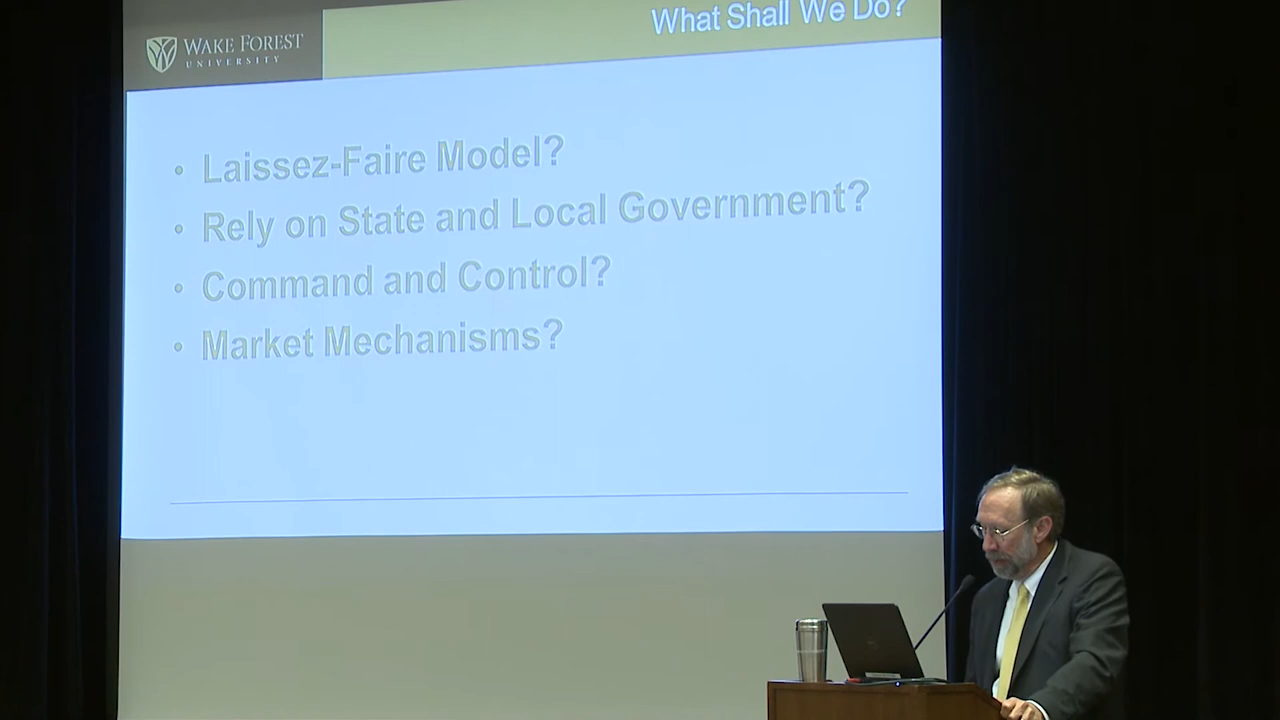 WAKE FOREST
UNIVERSITY
What Shall We Do?
• Laissez-Faire Model?
• Rely on State and Local Government?
• Command and Control?
• Market Mechanisms?